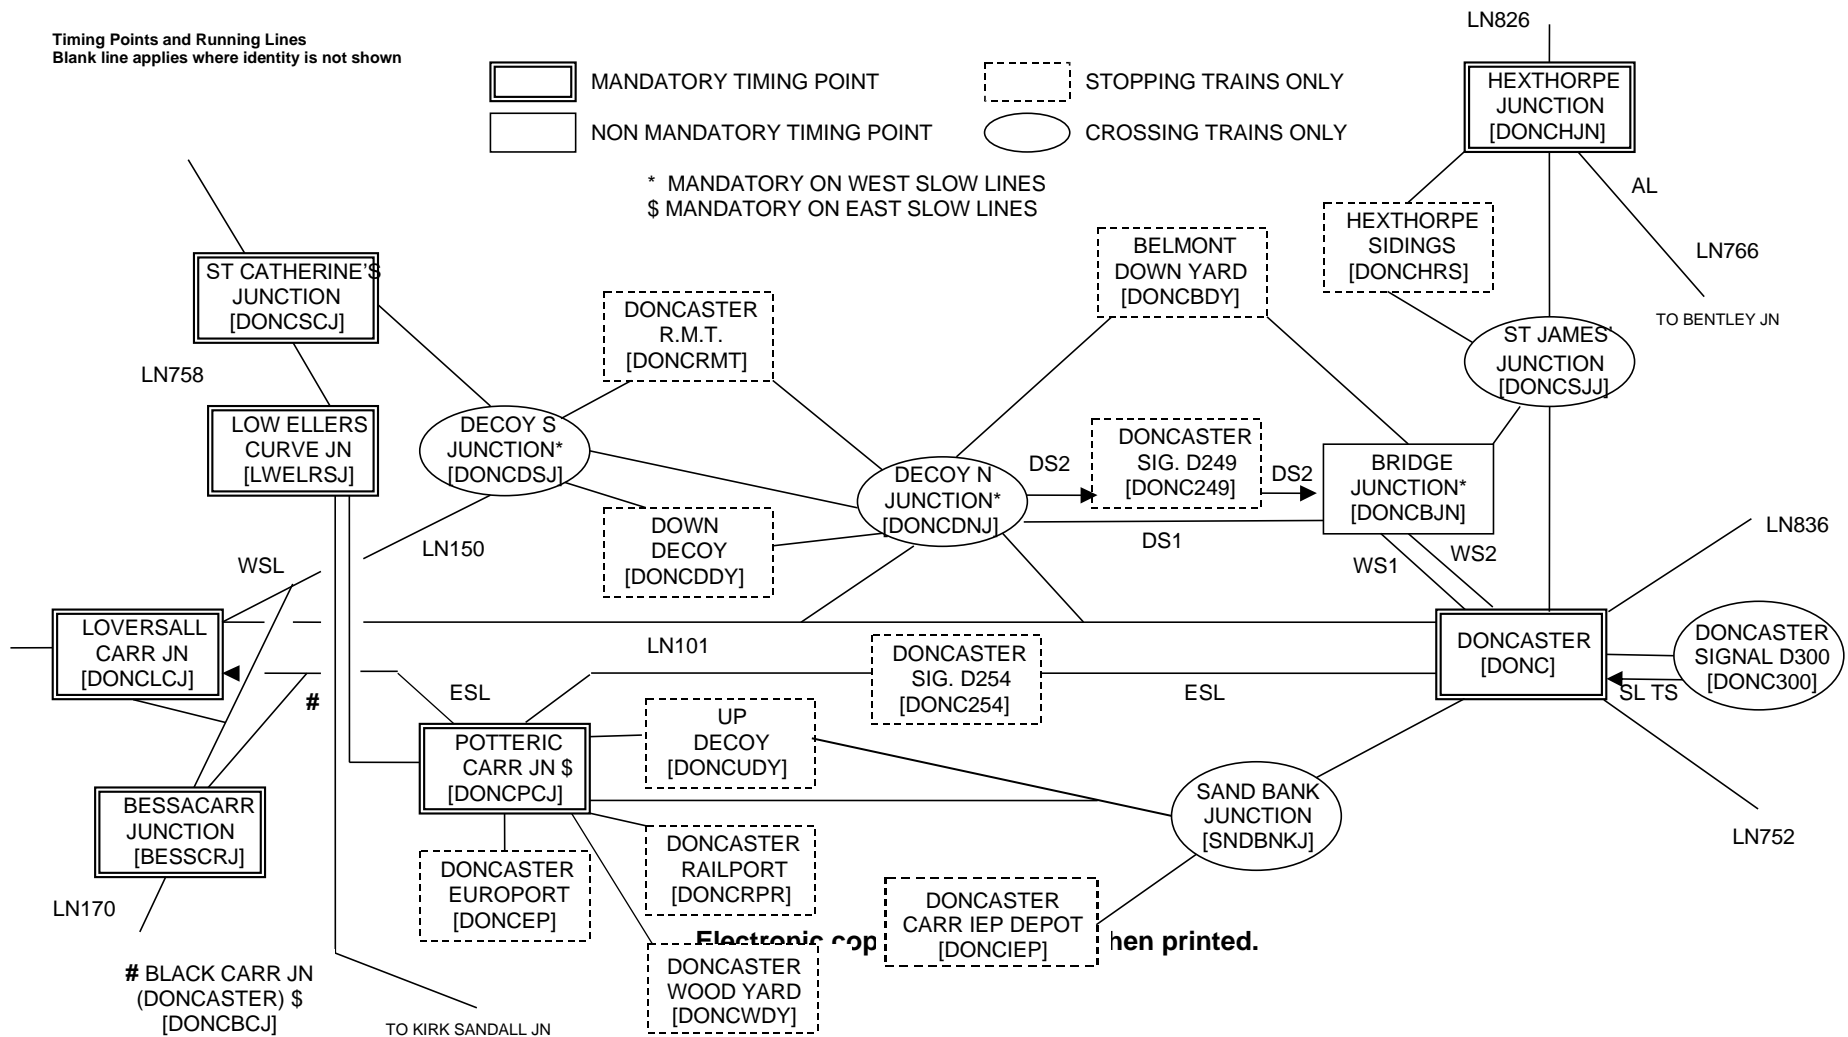 LN826
Timing Points and Running Lines
Blank line applies where identity is not shown
MANDATORY TIMING POINT
STOPPING TRAINS ONLY
NON MANDATORY TIMING POINT
CROSSING TRAINS ONLY
* MANDATORY ON WEST SLOW LINES
$ MANDATORY ON EAST SLOW LINES
HEXTHORPE
JUNCTION
[DONCHJN]
AL
HEXTHORPE
SIDINGS
[DONCHRS]
LN766
TO BENTLEY JN
BELMONT
DOWN YARD
[DONCBDY]
ST CATHERINE'S
JUNCTION
[DONCSCJ]
DONCASTER
R.M.T.
[DONCRMT]
ST JAMES'
JUNCTION
[DONCSJJ]
LN758
LOW ELLERS
CURVE JN
[LWELRSJ]
DECOY S
JUNCTION*
[DONCDSJ]
DECOY N
JUNCTION*
[DONCDNJ]
DS2
DONCASTER
SIG. D249
[DONC249]
DS2
BRIDGE
JUNCTION*
[DONCBJN]
DOWN
DECOY
[DONCDDY]
LN150
DS1
WS1
WS2
LN836
WSL
LOVERSALL
CARR JN
[DONCLCJ]
LN101
DONCASTER
SIG. D254
[DONC254]
DONCASTER
[DONC]
DONCASTER
SIGNAL D300
[DONC300]
#
ESL
ESL
SL TS
UP
DECOY
[DONCUDY]
POTTERIC
CARR JN $
[DONCPCJ]
SAND BANK
JUNCTION
[SNDBNKJ]
BESSACARR
JUNCTION
[BESSCRJ]
LN752
DONCASTER
EUROPORT
[DONCEP]
DONCASTER
RAILPORT
[DONCRPR]
DONCASTER
CARR IEP DEPOT
[DONCIEP]
LN170
Electronic cop hen printed.
DONCASTER
WOOD YARD
[DONCWDY]
# BLACK CARR JN
(DONCASTER) $
[DONCBCJ]
TO KIRK SANDALL JN